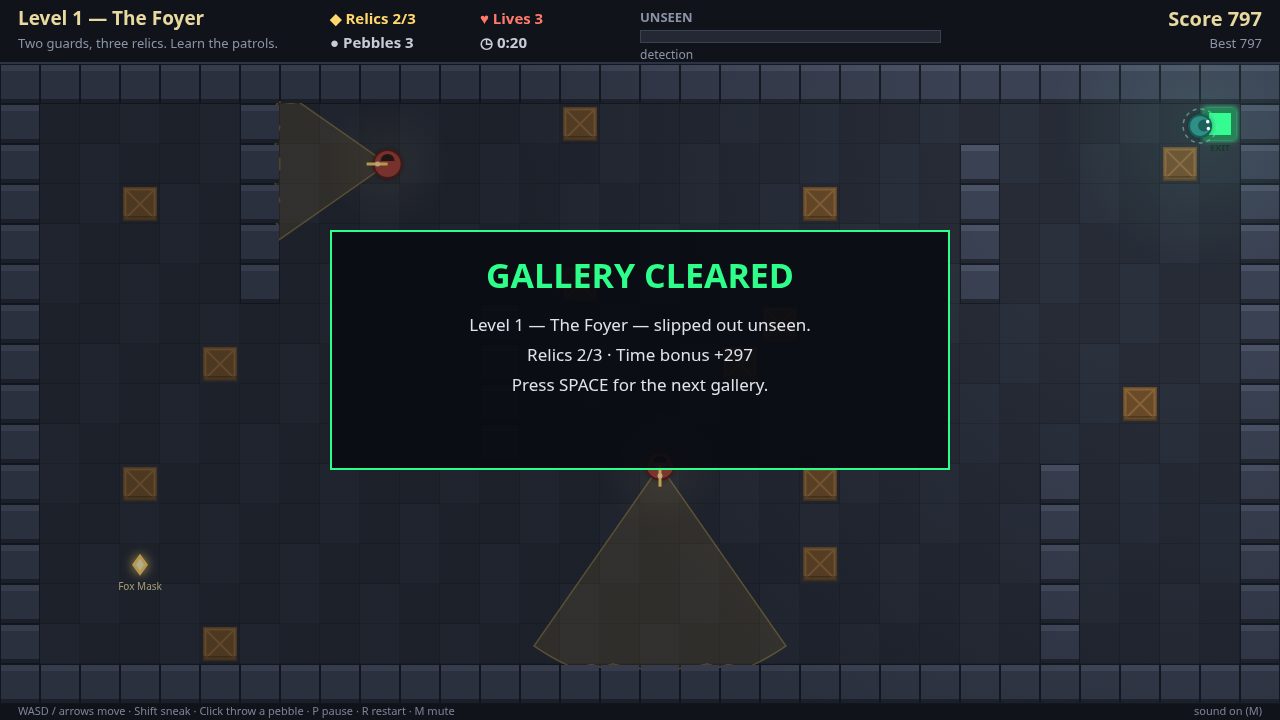 Level 1 — The Foyer
Two guards, three relics. Learn the patrols.
◆ Relics 2/3
● Pebbles 3
♥ Lives 3
◷ 0:20
UNSEEN
detection
Score 797
Best 797
EXIT
GALLERY CLEARED
Level 1 — The Foyer — slipped out unseen.
Relics 2/3 · Time bonus +297
Press SPACE for the next gallery.
Fox Mask
WASD / arrows move · Shift sneak · Click throw a pebble · P pause · R restart · M mute
sound on (M)